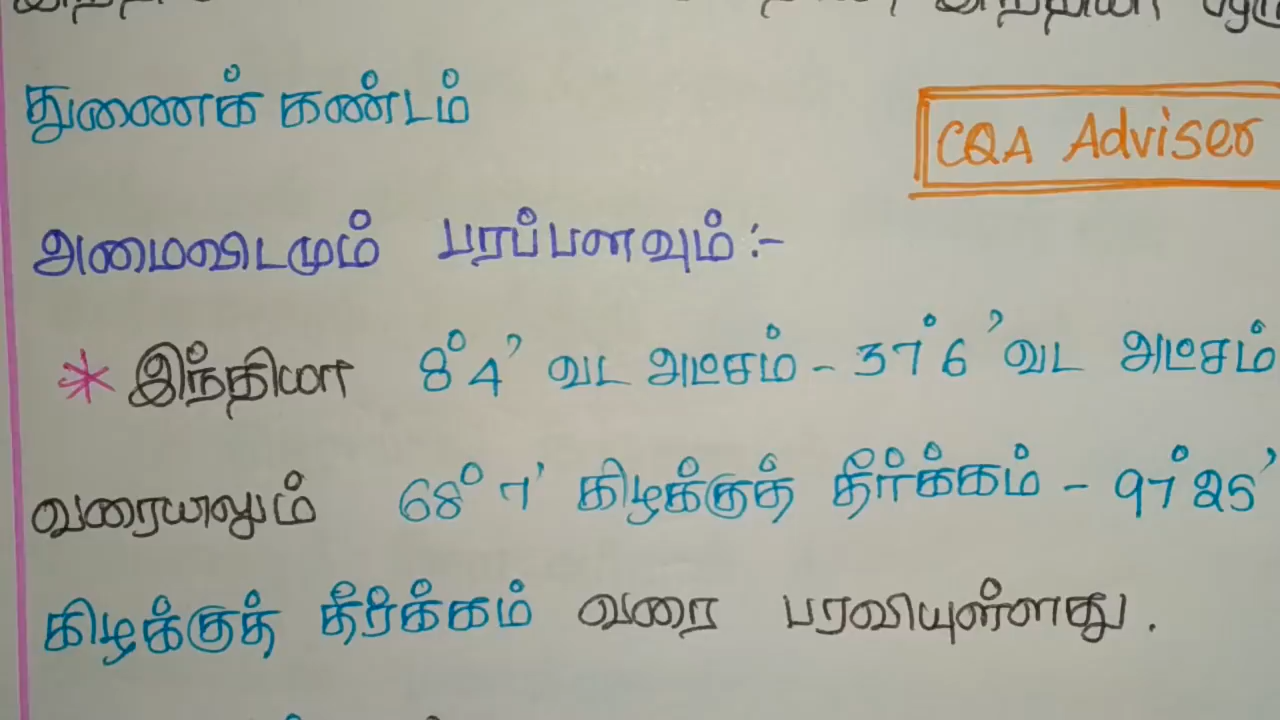 துணைக் கண்டம்
CQA Adviser
அமைவிடமும் பரப்பளவும் :-
* இந்தியா 8°4' வட அட்சம் - 37°6' வட அட்சம்
வரையிலும் 68°7' கிழக்குத் தீர்க்கம் - 97°25'
கிழக்குத் தீர்க்கம் வரை பரவியுள்ளது.